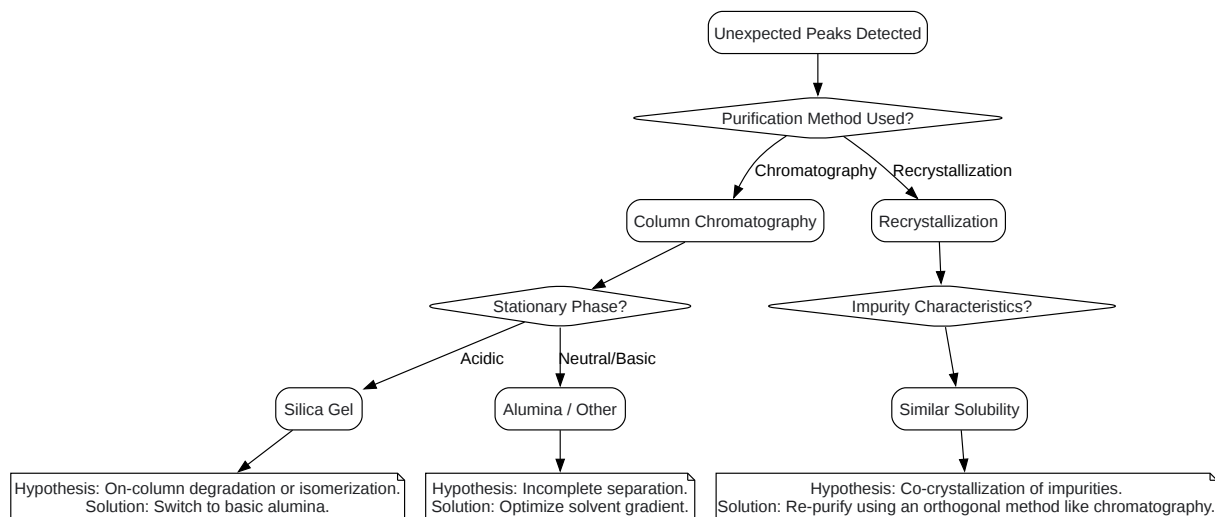 Unexpected Peaks Detected
Purification Method Used?
Chromatography
Recrystallization
Column Chromatography
Recrystallization
Stationary Phase?
Impurity Characteristics?
Acidic
Neutral/Basic
Silica Gel
Alumina / Other
Similar Solubility
Hypothesis: On-column degradation or isomerization.
Solution: Switch to basic alumina.
Hypothesis: Incomplete separation.
Solution: Optimize solvent gradient.
Hypothesis: Co-crystallization of impurities.
Solution: Re-purify using an orthogonal method like chromatography.